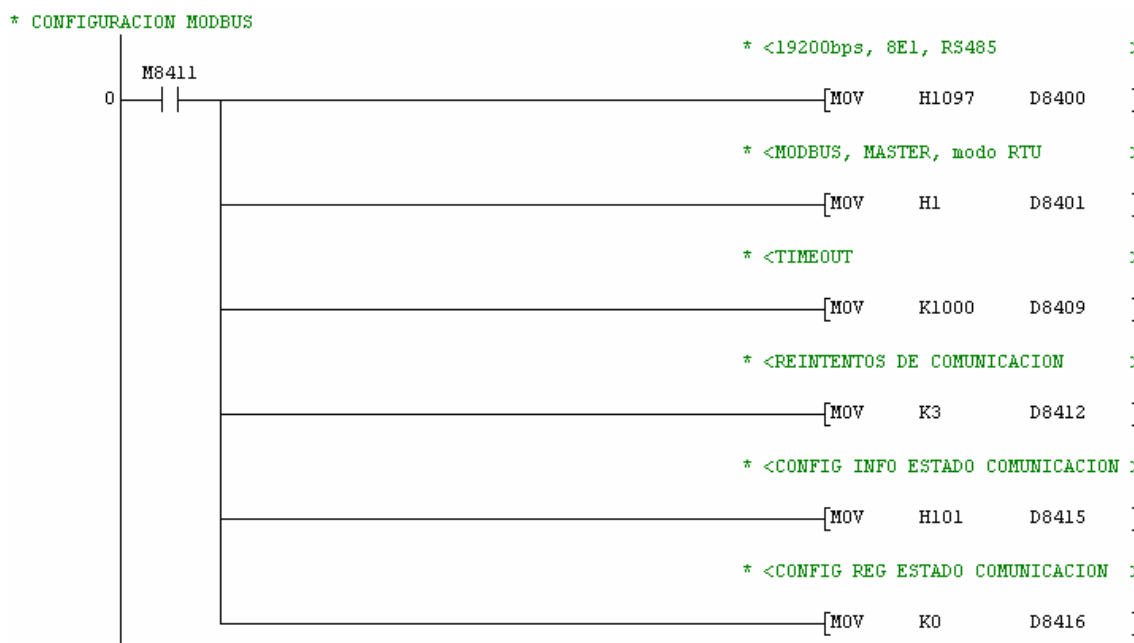 * CONFIGURACION MODBUS
* <19200bps, 8E1, RS485 >
M8411
0 [MOV H1097 D8400 ]
* <MODBUS, MASTER, modo RTU >
[MOV H1 D8401 ]
* <TIMEOUT >
[MOV K1000 D8409 ]
* <REINTENTOS DE COMUNICACION >
[MOV K3 D8412 ]
* <CONFIG INFO ESTADO COMUNICACION >
[MOV H101 D8415 ]
* <CONFIG REG ESTADO COMUNICACION >
[MOV K0 D8416 ]